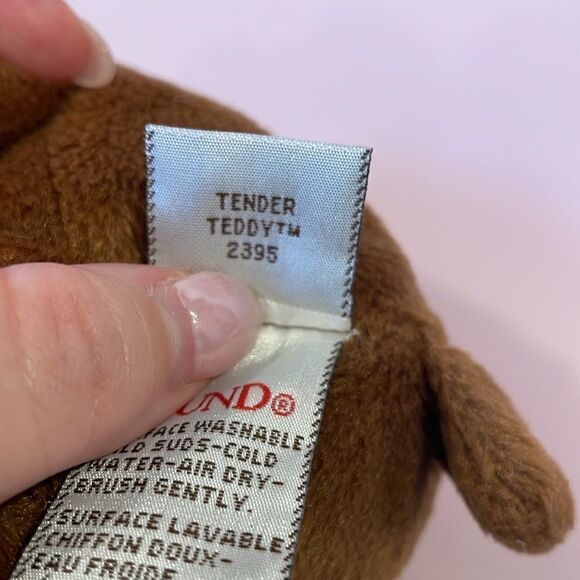 TENDER
TEDDY™
2395
UND®
FACE WASHABLE
SUDS-COLD
WATER-AIR DRY-
BRUSH GENTLY.
SURFACE LAVABLE
CHIFFON DOUX-
EAU FROIDE